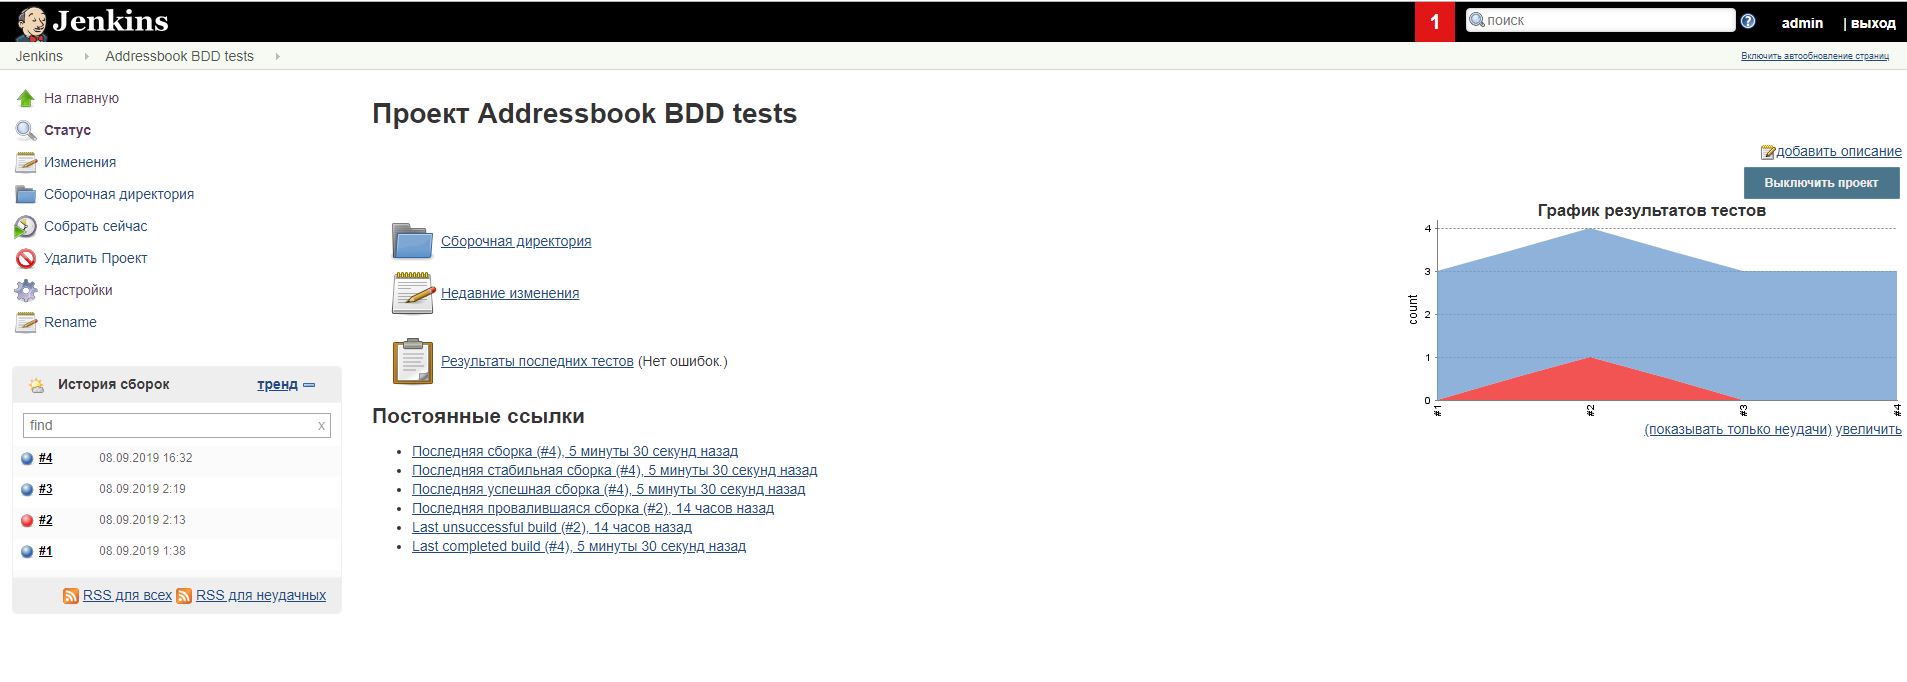 Jenkins
1
поиск
?
admin
| выход
Jenkins
Addressbook BDD tests
Включить автообновление страниц
На главную
Статус
Изменения
Сборочная директория
Собрать сейчас
Удалить Проект
Настройки
Rename
История сборок
тренд
find
x
#4 08.09.2019 16:32
#3 08.09.2019 2:19
#2 08.09.2019 2:13
#1 08.09.2019 1:38
RSS для всех RSS для неудачных
Проект Addressbook BDD tests
добавить описание
Выключить проект
Сборочная директория
Недавние изменения
Результаты последних тестов (Нет ошибок.)
Постоянные ссылки
Последняя сборка (#4), 5 минуты 30 секунд назад
Последняя стабильная сборка (#4), 5 минуты 30 секунд назад
Последняя успешная сборка (#4), 5 минуты 30 секунд назад
Последняя провалившаяся сборка (#2), 14 часов назад
Last unsuccessful build (#2), 14 часов назад
Last completed build (#4), 5 минуты 30 секунд назад
График результатов тестов
count
4
3
2
1
0
#1 #2 #3 #4
(показывать только неудачи) увеличить